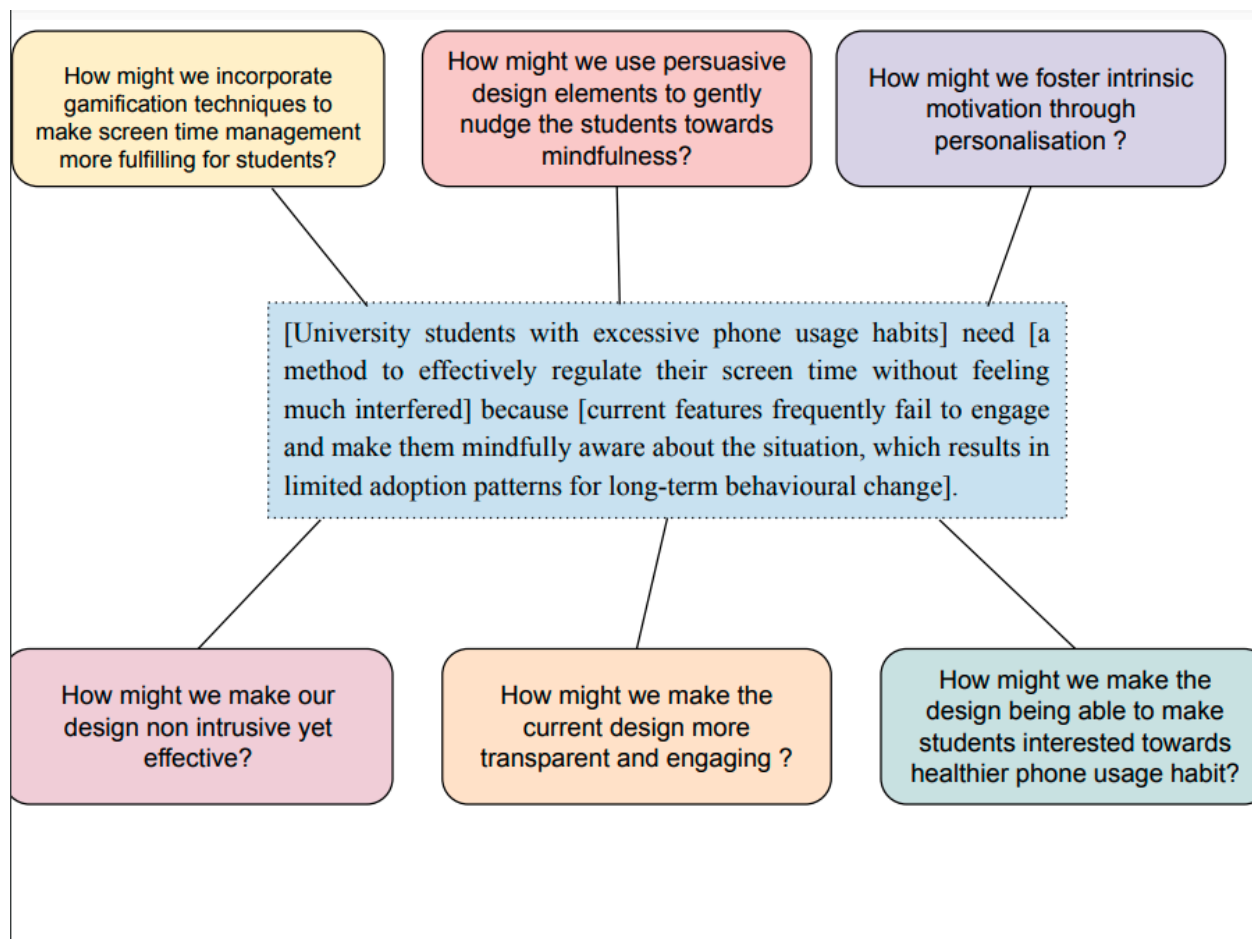 How might we incorporate
gamification techniques to
make screen time management
more fulfilling for students?
How might we use persuasive
design elements to gently
nudge the students towards
mindfulness?
How might we foster intrinsic
motivation through
personalisation ?
[University students with excessive phone usage habits] need [a
method to effectively regulate their screen time without feeling
much interfered] because [current features frequently fail to engage
and make them mindfully aware about the situation, which results in
limited adoption patterns for long-term behavioural change].
How might we make our
design non intrusive yet
effective?
How might we make the
current design more
transparent and engaging ?
How might we make the
design being able to make
students interested towards
healthier phone usage habit?